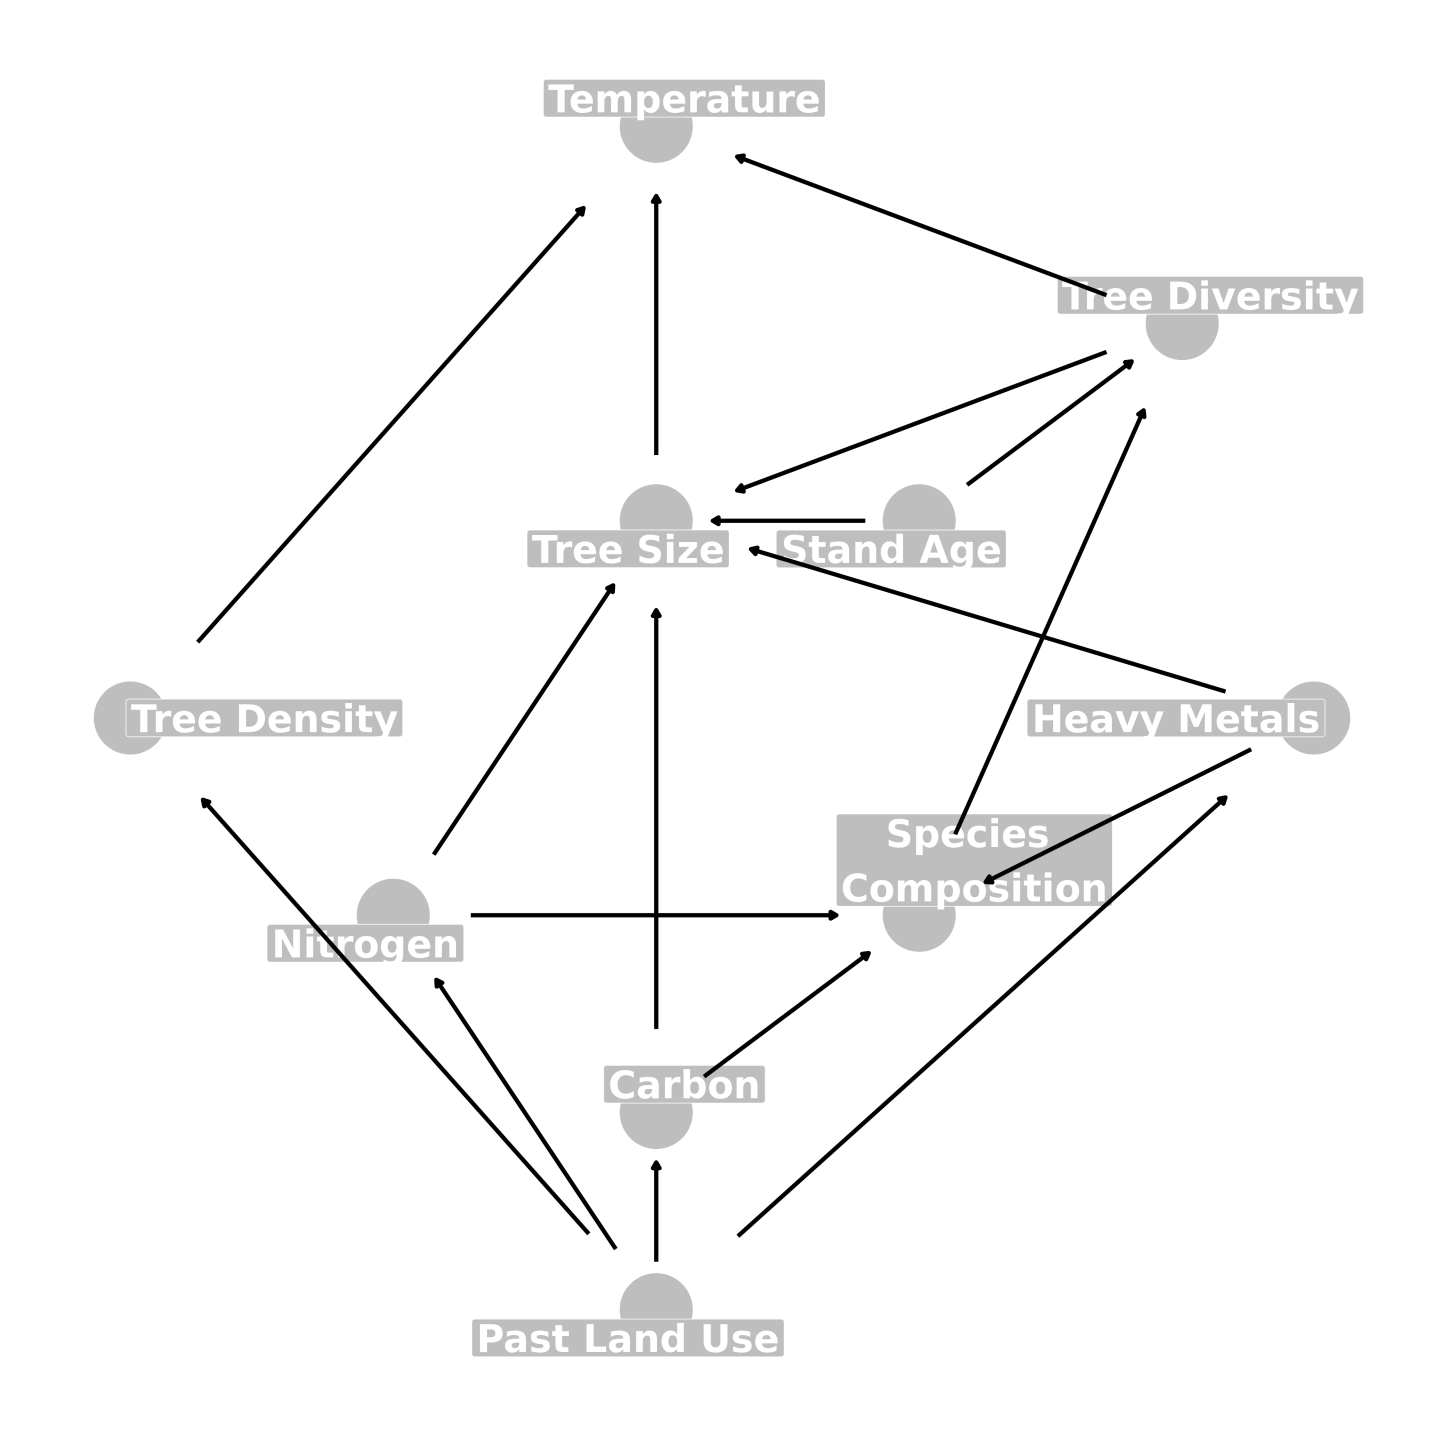 Temperature
Tree Diversity
Tree Size
Stand Age
Tree Density
Heavy Metals
Species
Composition
Nitrogen
Carbon
Past Land Use